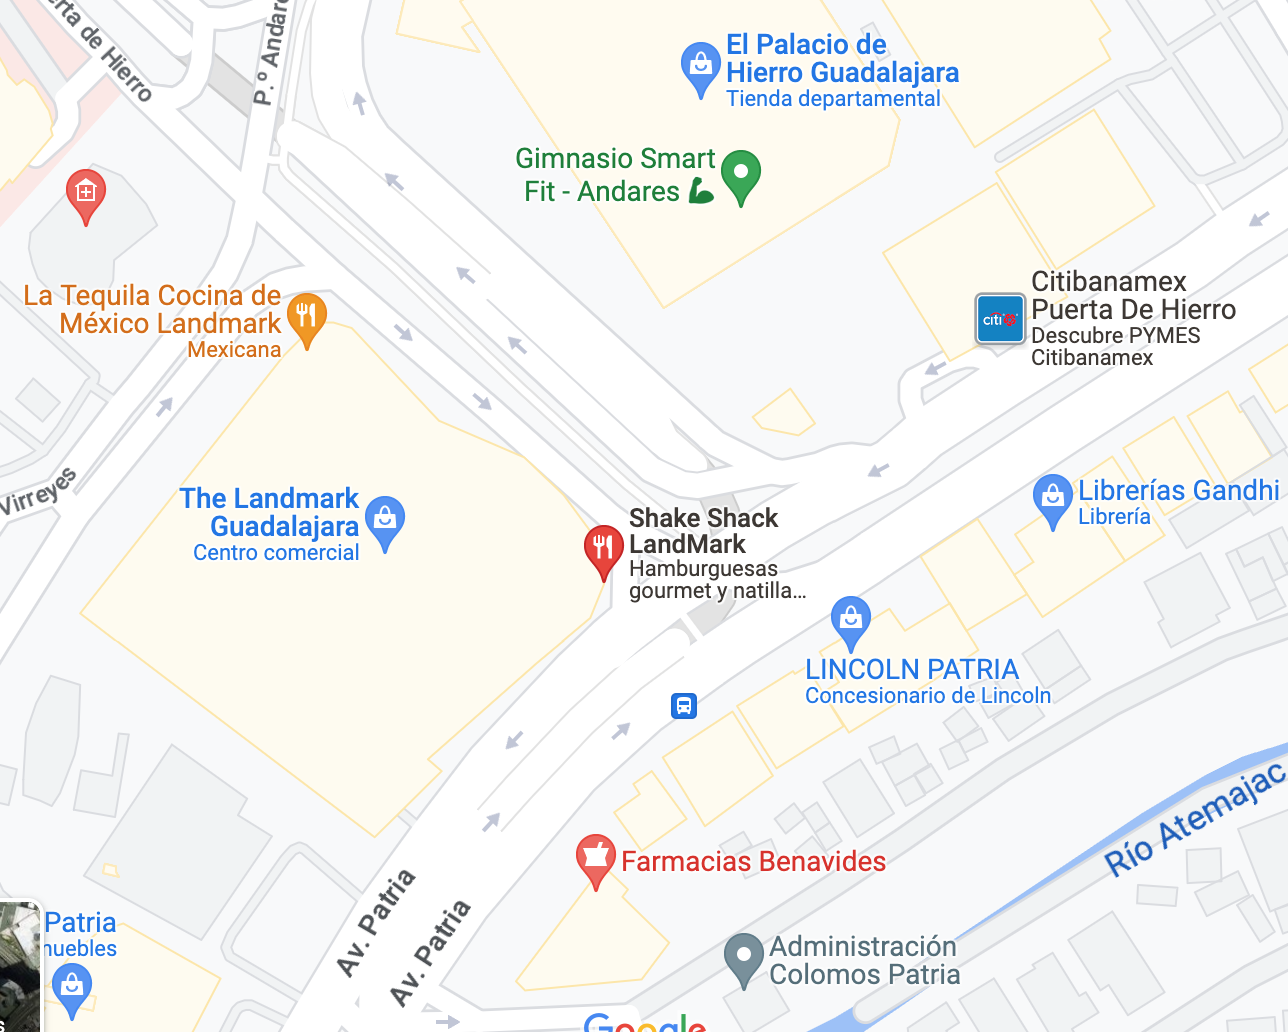 erta de Hierro
P.º Andare
El Palacio de
Hierro Guadalajara
Tienda departamental
Gimnasio Smart
Fit - Andares 💪
La Tequila Cocina de
México Landmark
Mexicana
citi
Citibanamex
Puerta De Hierro
Descubre PYMES
Citibanamex
Virreyes
The Landmark
Guadalajara
Centro comercial
Shake Shack
LandMark
Hamburguesas
gourmet y natilla...
Librerías Gandhi
Librería
LINCOLN PATRIA
Concesionario de Lincoln
Río Atemajac
Farmacias Benavides
Av. Patria
Av. Patria
Patria
nuebles
Administración
Colomos Patria
Google
s